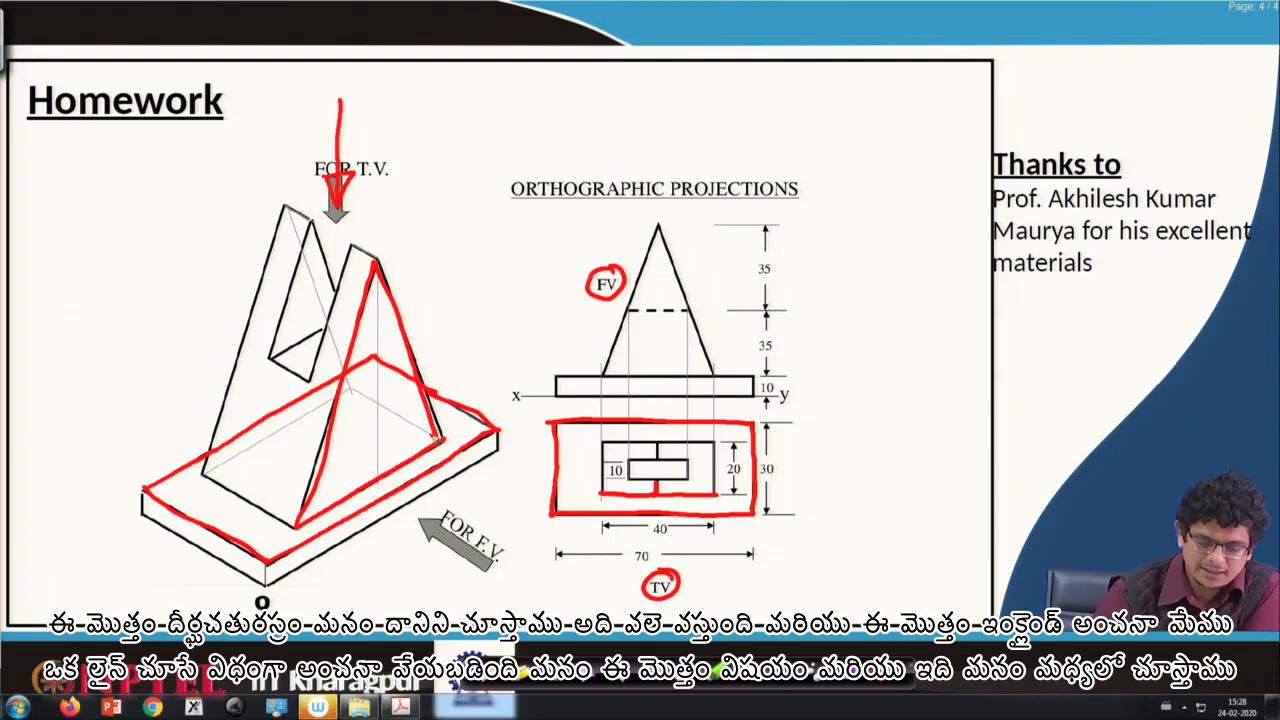 Page: 4 / 4
Homework
FOR T.V.
ORTHOGRAPHIC PROJECTIONS
Thanks to
Prof. Akhilesh Kumar
Maurya for his excellent
materials
FV
35
35
10
x
y
10
20
30
40
FOR F.V.
70
TV
O
ఈ మొత్తం దీర్ఘచతురస్రం మనం దానిని చూస్తాము అది వలె వస్తుంది మరియు ఈ మొత్తం ఇంక్లైండ్ అంచనా మేము
ఒక లైన్ చూసే విధంగా అంచనా వేయబడింది మనం ఈ మొత్తం విషయం మరియు ఇది మనం మధ్యలో చూస్తాము
IIT Kharagpur
15:28
24-02-2020